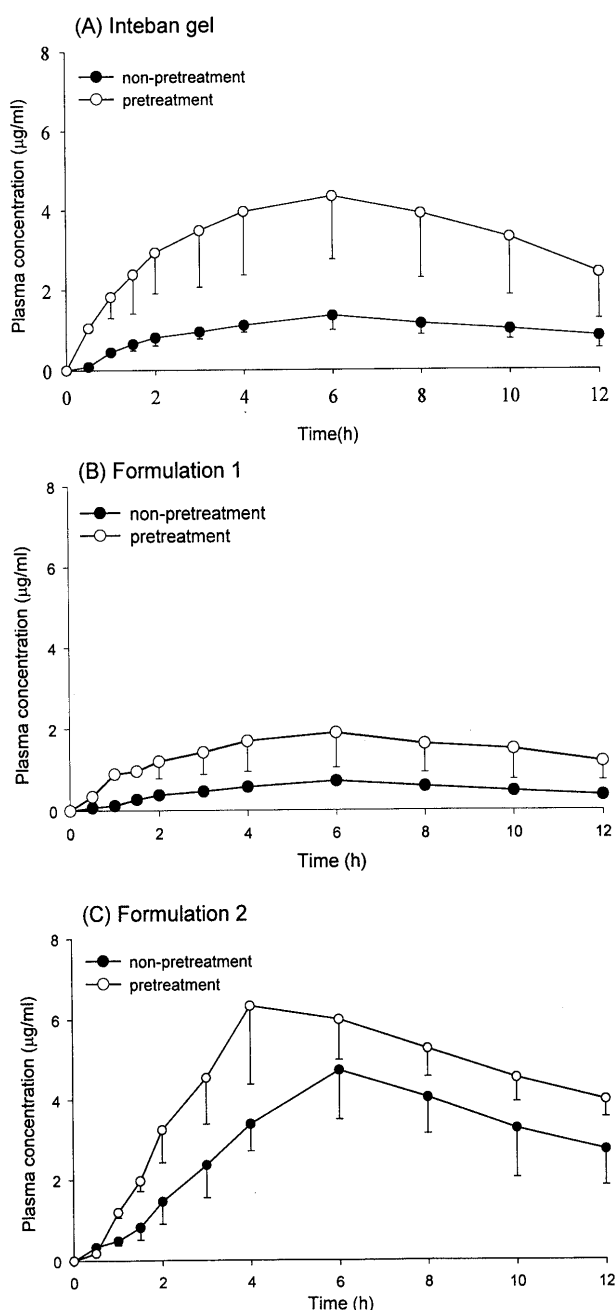 (A) Inteban gel
8
non-pretreatment
pretreatment
6
4
2
0
Plasma concentration (µg/ml)
0 2 4 6 8 10 12
Time(h)
(B) Formulation 1
8
non-pretreatment
pretreatment
6
4
2
0
Plasma concentration (µg/ml)
0 2 4 6 8 10 12
Time (h)
(C) Formulation 2
8
non-pretreatment
pretreatment
6
4
2
0
Plasma concentration (µg/ml)
0 2 4 6 8 10 12
Time (h)